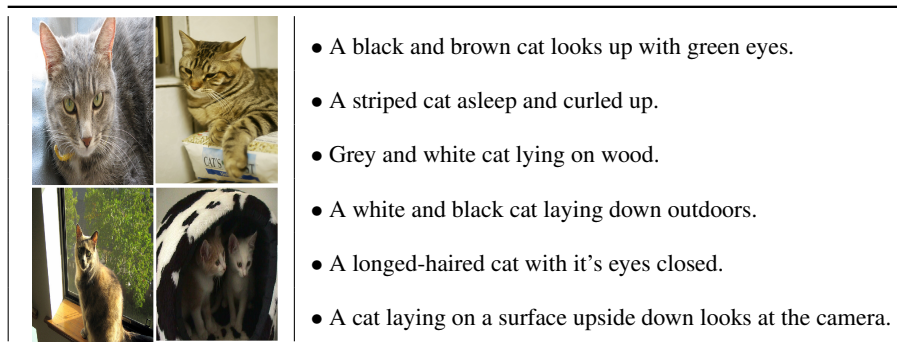 • A black and brown cat looks up with green eyes.
• A striped cat asleep and curled up.
• Grey and white cat lying on wood.
• A white and black cat laying down outdoors.
• A longed-haired cat with it's eyes closed.
• A cat laying on a surface upside down looks at the camera.
CAT'S